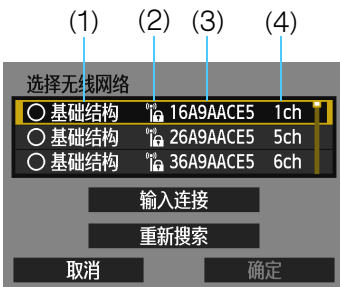 (1) (2) (3) (4)
选择无线网络
基础结构 16A9AACE5 1ch
基础结构 26A9AACE5 5ch
基础结构 36A9AACE5 6ch
输入连接
重新搜索
取消 确定